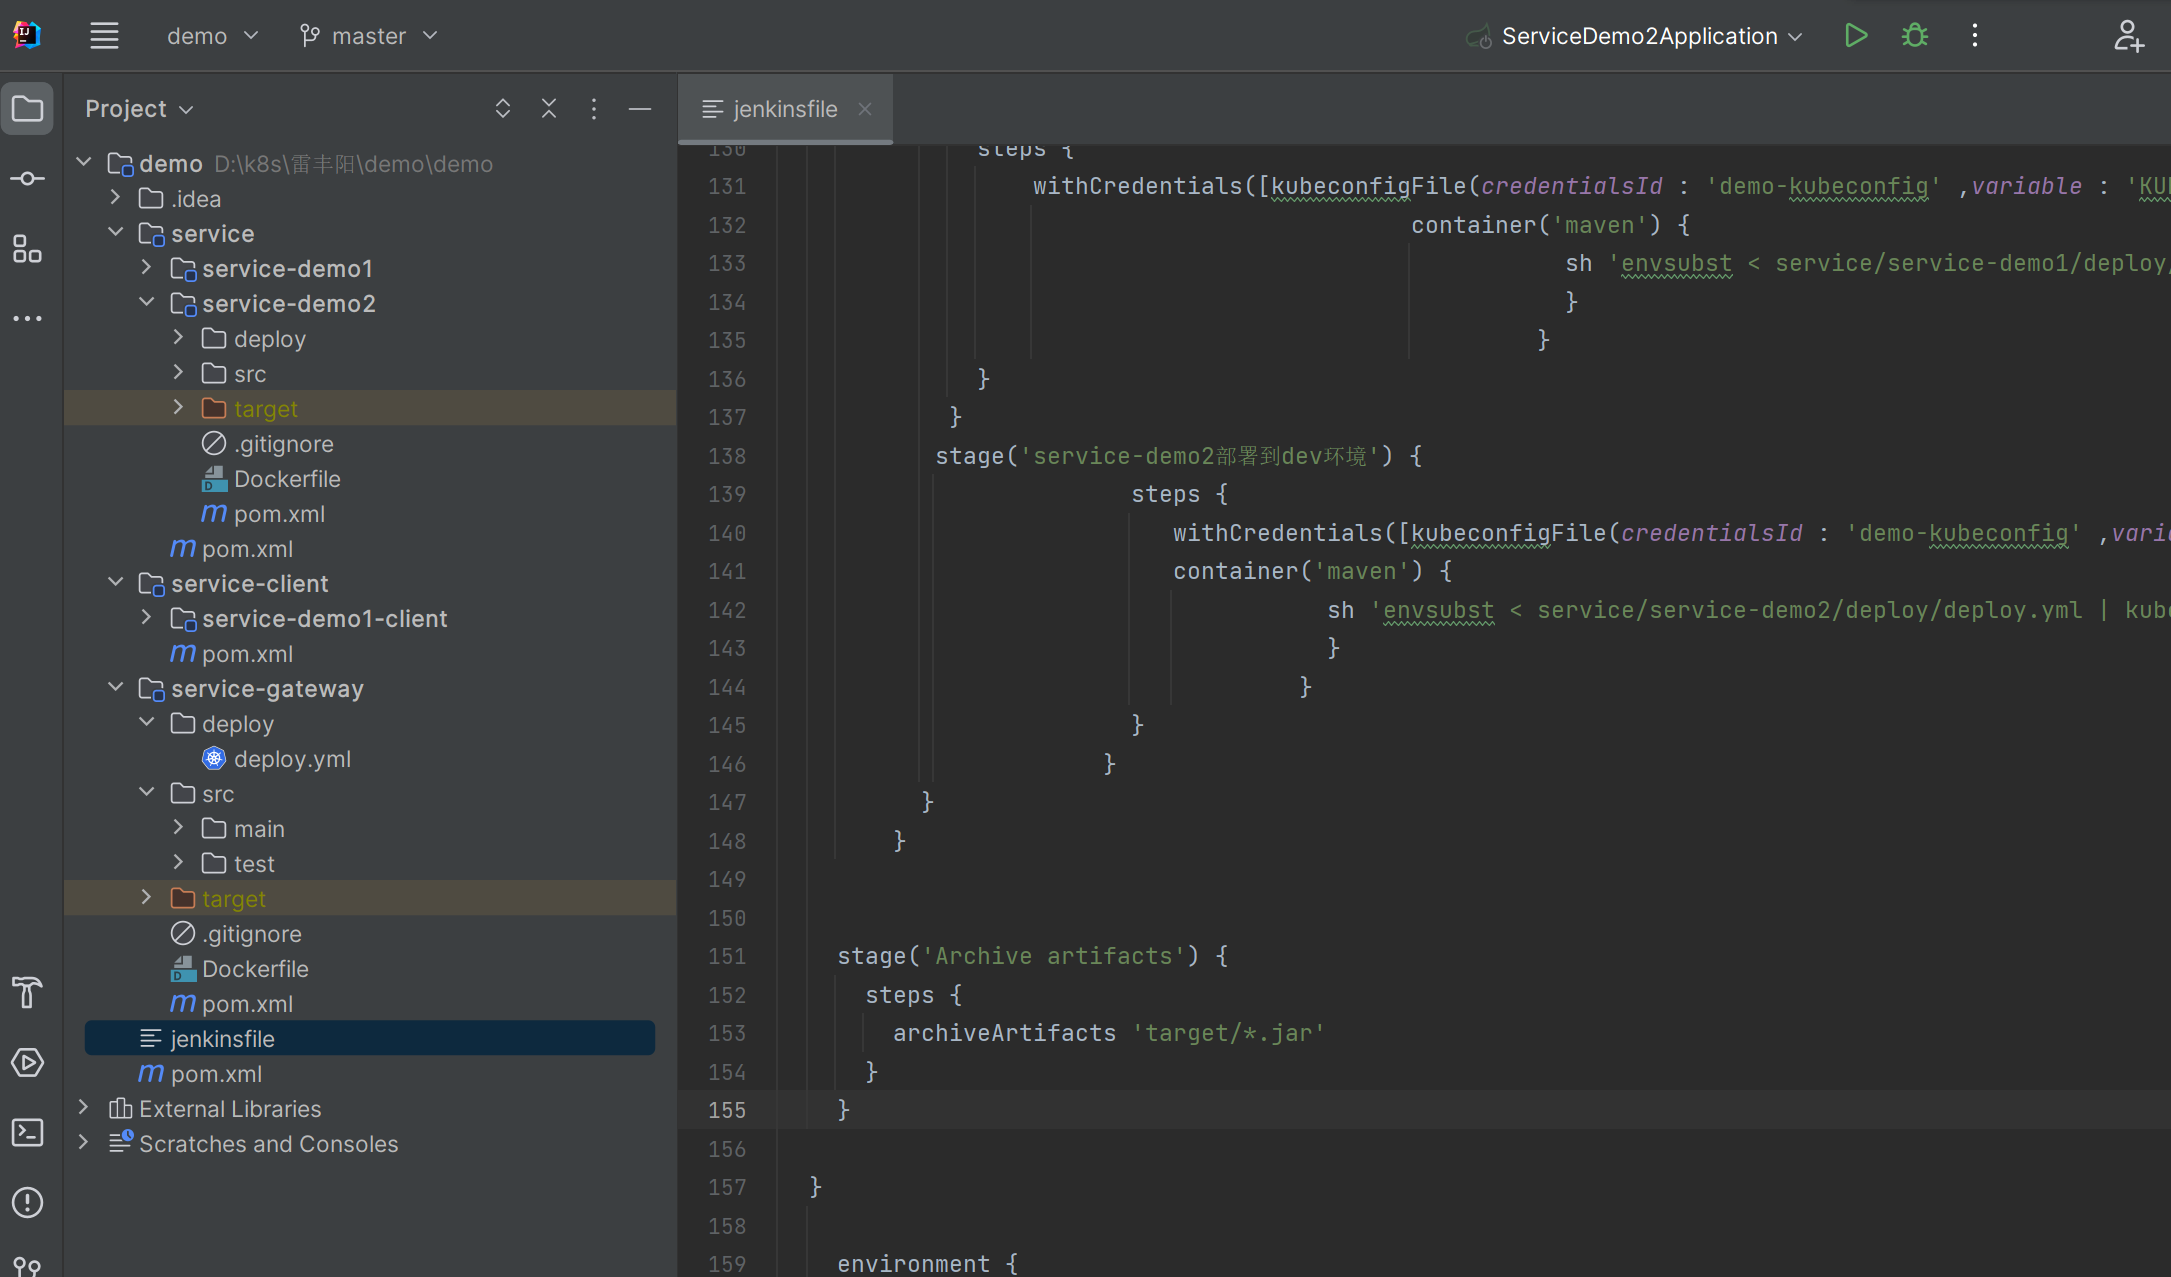 demo
master
ServiceDemo2Application
Project
jenkinsfile
demo D:\k8s\雷丰阳\demo\demo
.idea
service
service-demo1
service-demo2
deploy
src
target
.gitignore
Dockerfile
pom.xml
pom.xml
service-client
service-demo1-client
pom.xml
service-gateway
deploy
deploy.yml
src
main
test
target
.gitignore
Dockerfile
pom.xml
jenkinsfile
pom.xml
External Libraries
Scratches and Consoles
130 steps {
131 withCredentials([kubeconfigFile(credentialsId : 'demo-kubeconfig' ,variable : 'KU
132 container('maven') {
133 sh 'envsubst < service/service-demo1/deploy/
134 }
135 }
136 }
137 }
138 stage('service-demo2部署到dev环境') {
139 steps {
140 withCredentials([kubeconfigFile(credentialsId : 'demo-kubeconfig' ,vari
141 container('maven') {
142 sh 'envsubst < service/service-demo2/deploy/deploy.yml | kub
143 }
144 }
145 }
146 }
147 }
148 }
149
150
151 stage('Archive artifacts') {
152 steps {
153 archiveArtifacts 'target/*.jar'
154 }
155 }
156
157 }
158
159 environment {